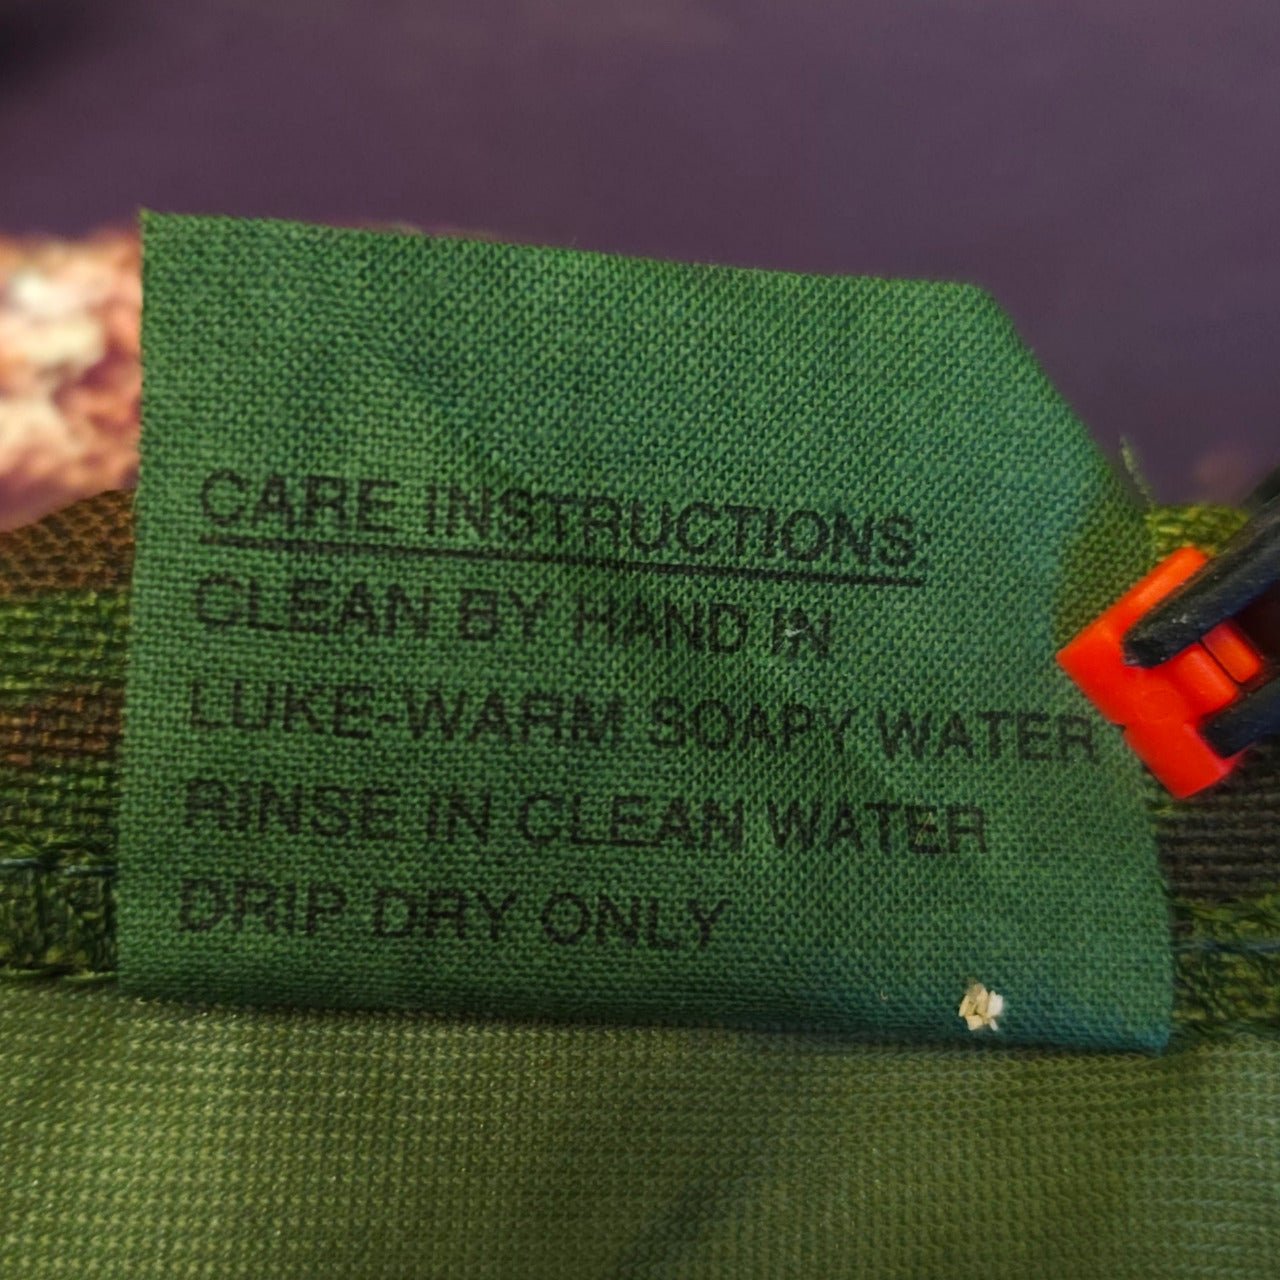 CARE INSTRUCTIONS
CLEAN BY HAND IN
LUKE-WARM SOAPY WATER
RINSE IN CLEAN WATER
DRIP DRY ONLY